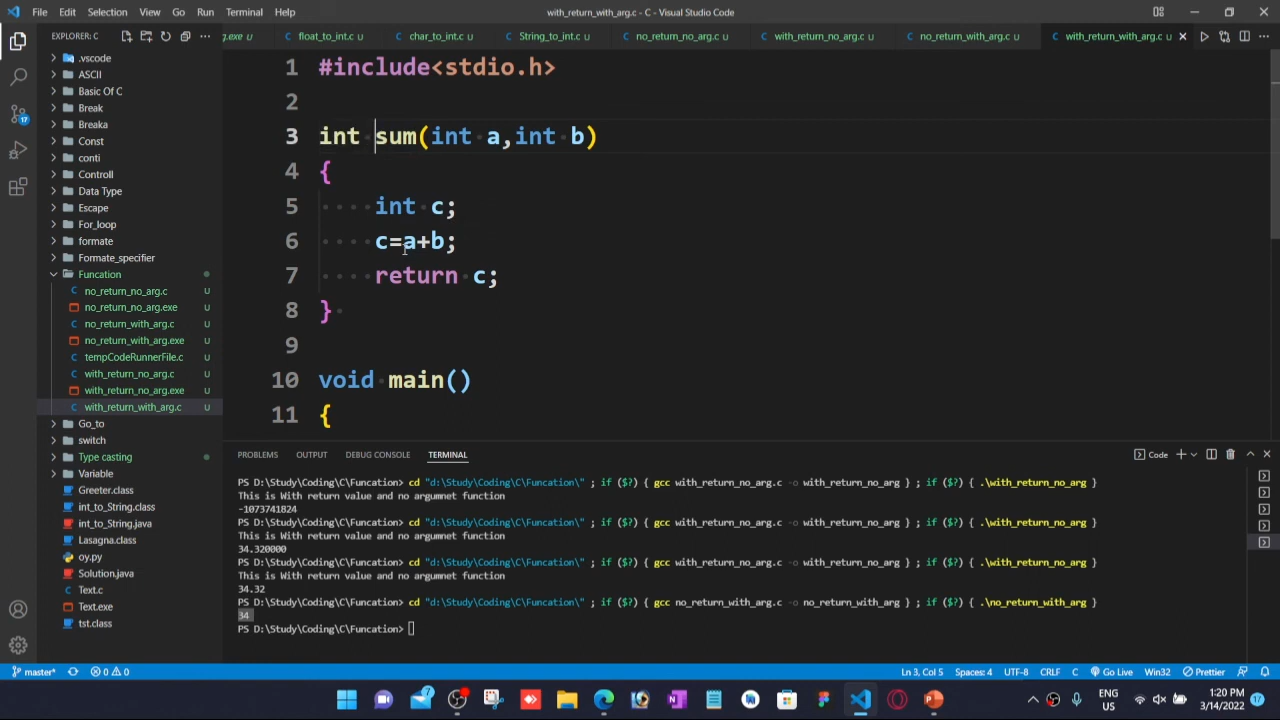 File Edit Selection View Go Run Terminal Help
with_return_with_arg.c - C - Visual Studio Code
EXPLORER: C
rg.exe float_to_int.c char_to_int.c String_to_int.c no_return_no_arg.c with_return_no_arg.c no_return_with_arg.c with_return_with_arg.c U
.vscode
ASCII
Basic Of C
Break
Breaka
Const
conti
Controll
Data Type
Escape
For_loop
formate
Formate_specifier
Funcation
no_return_no_arg.c U
no_return_no_arg.exe U
no_return_with_arg.c U
no_return_with_arg.exe U
tempCodeRunnerFile.c U
with_return_no_arg.c U
with_return_no_arg.exe U
with_return_with_arg.c U
Go_to
switch
Type casting
Variable
Greeter.class
int_to_String.class
int_to_String.java
Lasagna.class
oy.py
Solution.java
Text.c
Text.exe
tst.class
17
1 #include<stdio.h>
2
3 int sum(int a,int b)
4 {
5 int c;
6 c=a+b;
7 return c;
8 }
9
10 void main()
11 {
PROBLEMS OUTPUT DEBUG CONSOLE TERMINAL
Code
PS D:\Study\Coding\C\Funcation> cd "d:\Study\Coding\C\Funcation\" ; if ($?) { gcc with_return_no_arg.c -o with_return_no_arg } ; if ($?) { .\with_return_no_arg }
This is With return value and no argumnet function
-1073741824
PS D:\Study\Coding\C\Funcation> cd "d:\Study\Coding\C\Funcation\" ; if ($?) { gcc with_return_no_arg.c -o with_return_no_arg } ; if ($?) { .\with_return_no_arg }
This is With return value and no argumnet function
34.320000
PS D:\Study\Coding\C\Funcation> cd "d:\Study\Coding\C\Funcation\" ; if ($?) { gcc with_return_no_arg.c -o with_return_no_arg } ; if ($?) { .\with_return_no_arg }
This is With return value and no argumnet function
34.32
PS D:\Study\Coding\C\Funcation> cd "d:\Study\Coding\C\Funcation\" ; if ($?) { gcc no_return_with_arg.c -o no_return_with_arg } ; if ($?) { .\no_return_with_arg }
34
PS D:\Study\Coding\C\Funcation>
master* 0 0 Ln 3, Col 5 Spaces: 4 UTF-8 CRLF C Go Live Win32 Prettier
7
ENG
US
1:20 PM
3/14/2022
17